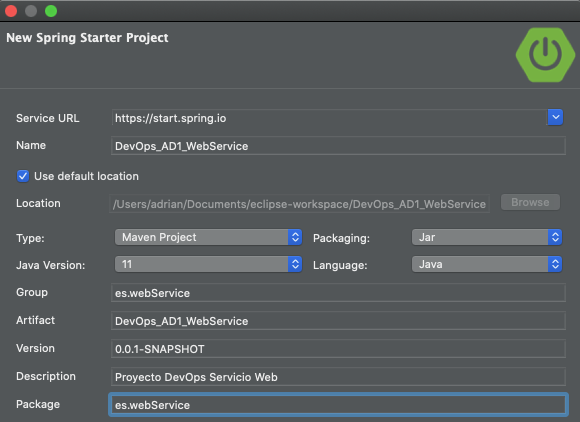 New Spring Starter Project
Service URL https://start.spring.io
Name DevOps_AD1_WebService
Use default location
Location /Users/adrian/Documents/eclipse-workspace/DevOps_AD1_WebService Browse
Type: Maven Project Packaging: Jar
Java Version: 11 Language: Java
Group es.webService
Artifact DevOps_AD1_WebService
Version 0.0.1-SNAPSHOT
Description Proyecto DevOps Servicio Web
Package es.webService